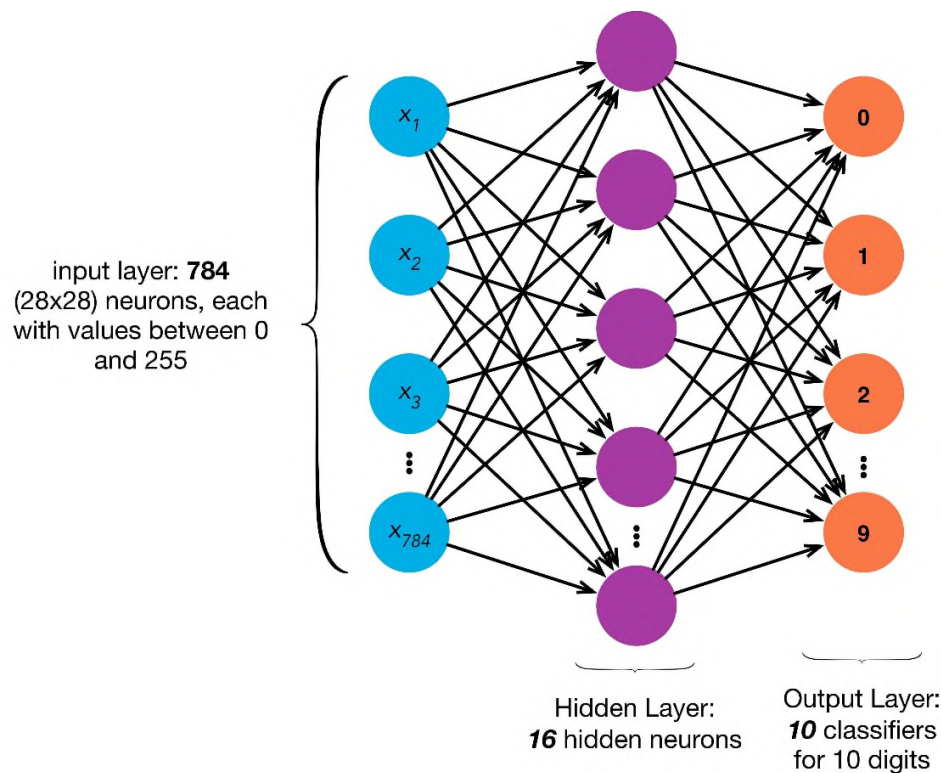 input layer: 784
(28x28) neurons, each
with values between 0
and 255
x1
x2
x3
x784
0
1
2
9
Hidden Layer:
16 hidden neurons
Output Layer:
10 classifiers
for 10 digits